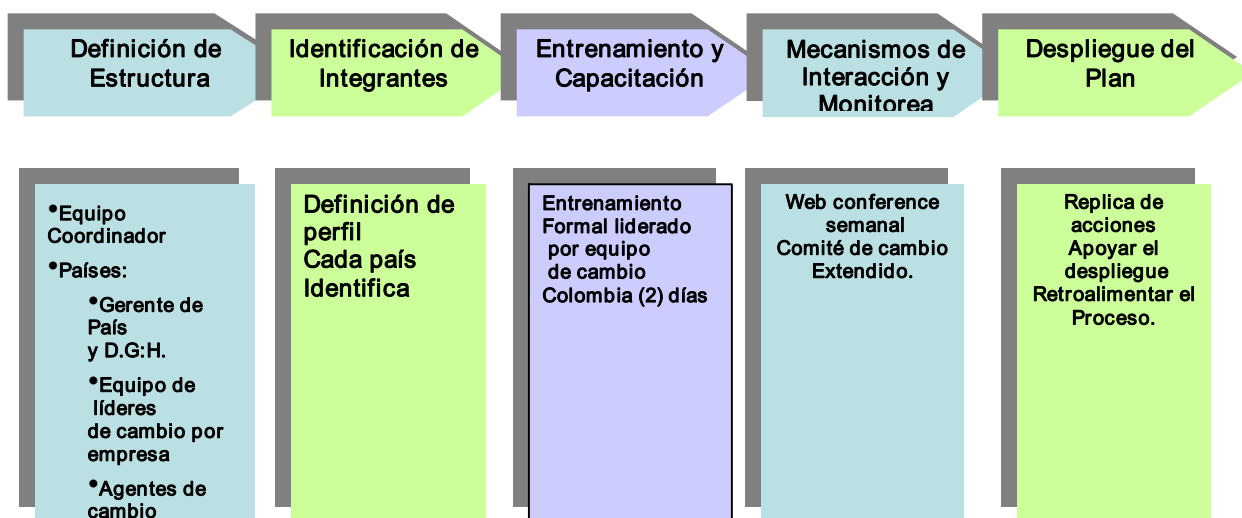 Definición de
Estructura
Identificación de
Integrantes
Entrenamiento y
Capacitación
Mecanismos de
Interacción y
Monitorea
Despliegue del
Plan
•Equipo
Coordinador
•Países:
•Gerente de
País
y D.G:H.
•Equipo de
líderes
de cambio por
empresa
•Agentes de
cambio
Definición de
perfil
Cada país
Identifica
Entrenamiento
Formal liderado
por equipo
de cambio
Colombia (2) días
Web conference
semanal
Comité de cambio
Extendido.
Replica de
acciones
Apoyar el
despliegue
Retroalimentar el
Proceso.